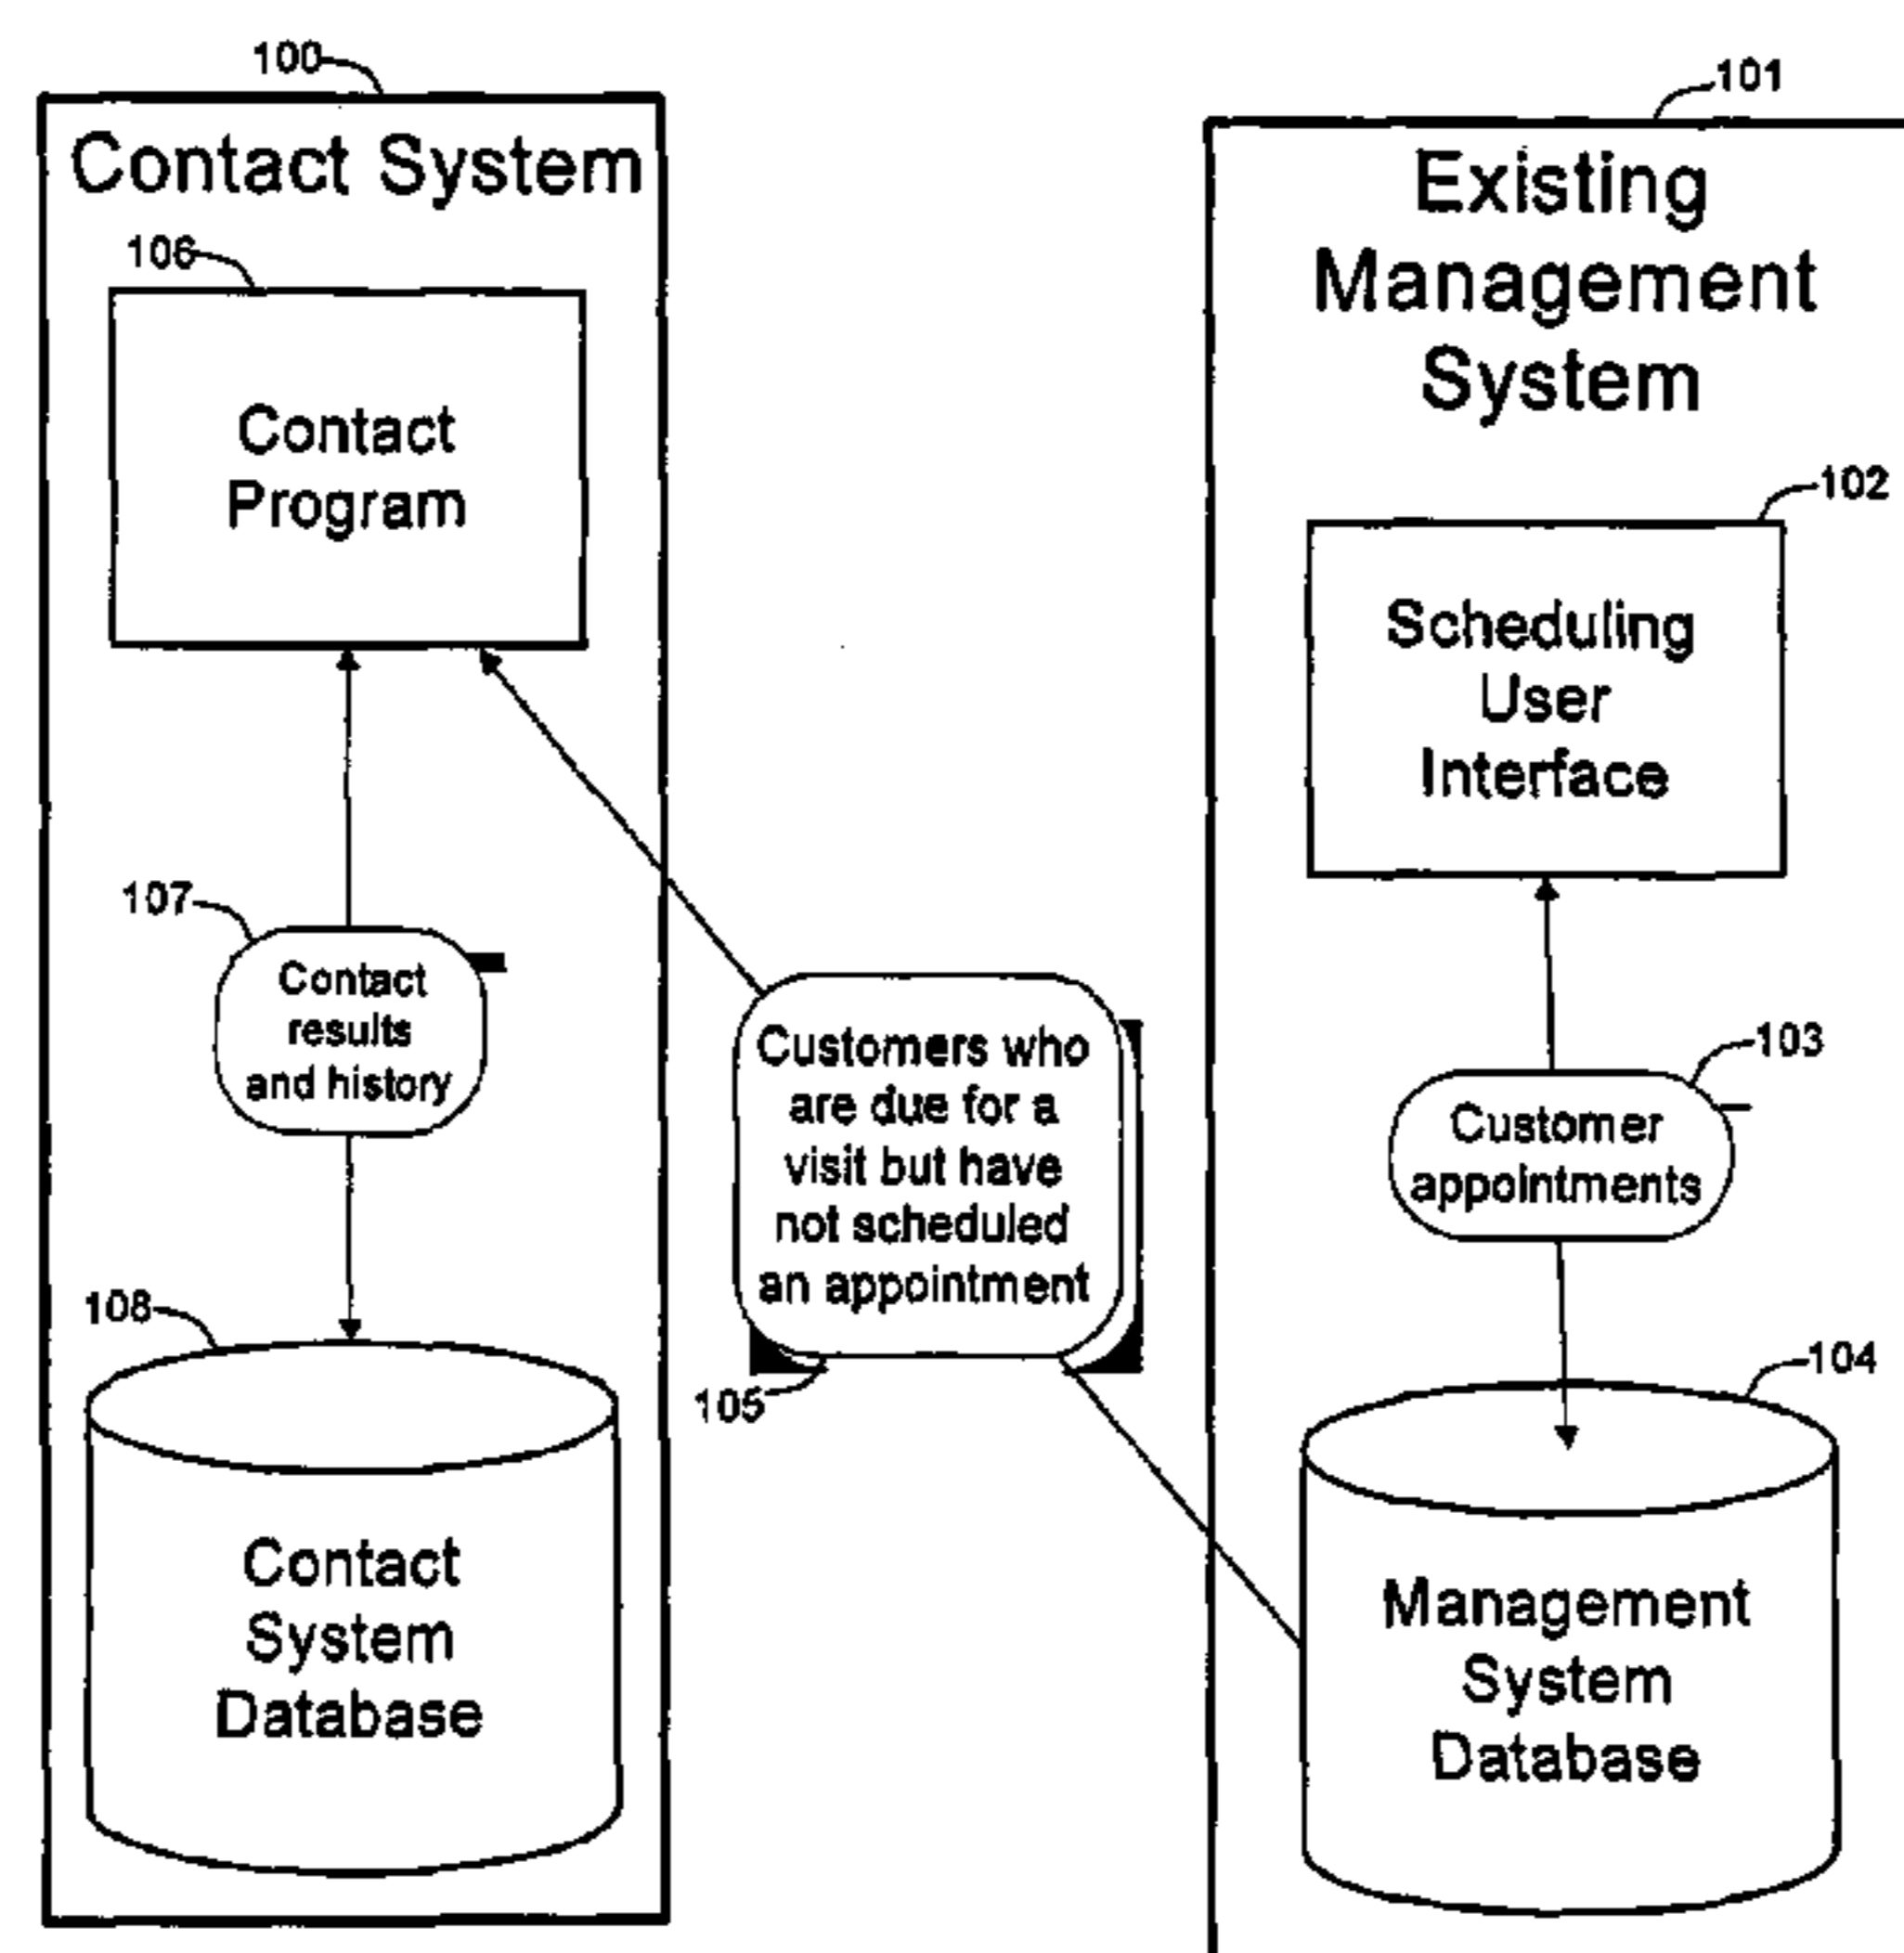 100
Contact System
106
Contact
Program
107
Contact
results
and history
108
Contact
System
Database
Customers who
are due for a
visit but have
not scheduled
an appointment
105
101
Existing
Management
System
102
Scheduling
User
Interface
103
Customer
appointments
104
Management
System
Database